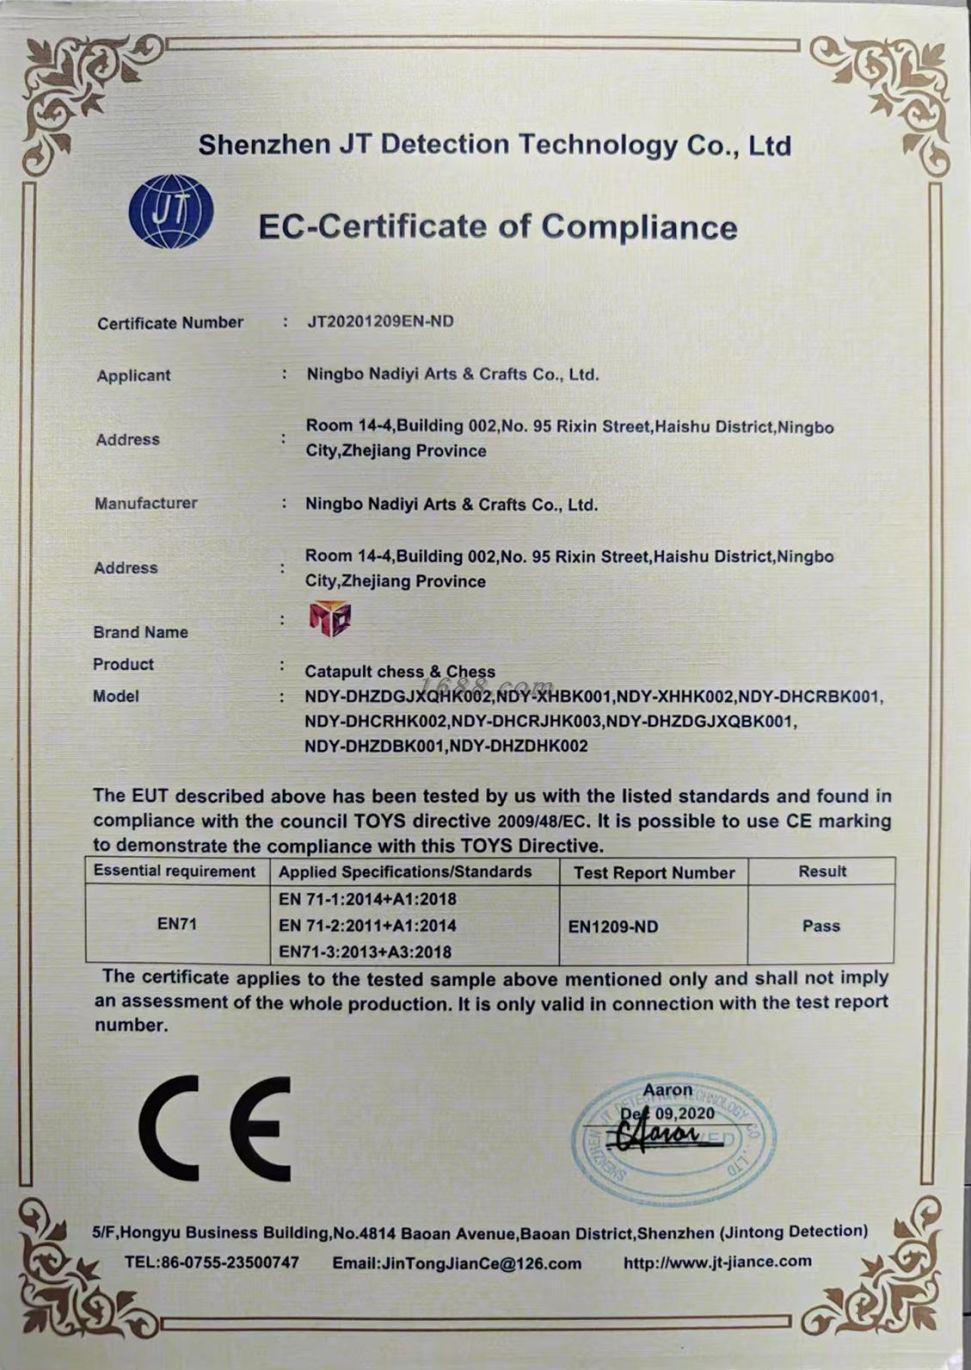 Shenzhen JT Detection Technology Co., Ltd
JT
EC-Certificate of Compliance
Certificate Number : JT20201209EN-ND
Applicant : Ningbo Nadiyi Arts & Crafts Co., Ltd.
Address : Room 14-4,Building 002,No. 95 Rixin Street,Haishu District,Ningbo
City,Zhejiang Province
Manufacturer : Ningbo Nadiyi Arts & Crafts Co., Ltd.
Address : Room 14-4,Building 002,No. 95 Rixin Street,Haishu District,Ningbo
City,Zhejiang Province
Brand Name :
Product : Catapult chess & Chess
1688.com
Model : NDY-DHZDGJXQHK002,NDY-XHBK001,NDY-XHHK002,NDY-DHCRBK001,
NDY-DHCRHK002,NDY-DHCRJHK003,NDY-DHZDGJXQBK001,
NDY-DHZDBK001,NDY-DHZDHK002
The EUT described above has been tested by us with the listed standards and found in
compliance with the council TOYS directive 2009/48/EC. It is possible to use CE marking
to demonstrate the compliance with this TOYS Directive.
Essential requirement Applied Specifications/Standards Test Report Number Result
EN 71-1:2014+A1:2018
EN71 EN 71-2:2011+A1:2014 EN1209-ND Pass
EN71-3:2013+A3:2018
The certificate applies to the tested sample above mentioned only and shall not imply
an assessment of the whole production. It is only valid in connection with the test report
number.
CE
Aaron
Dec 09,2020
Aaron
SHENZHEN JT DETECTION TECHNOLOGY CO., LTD
5/F,Hongyu Business Building,No.4814 Baoan Avenue,Baoan District,Shenzhen (Jintong Detection)
TEL:86-0755-23500747 Email:JinTongJianCe@126.com http://www.jt-jiance.com